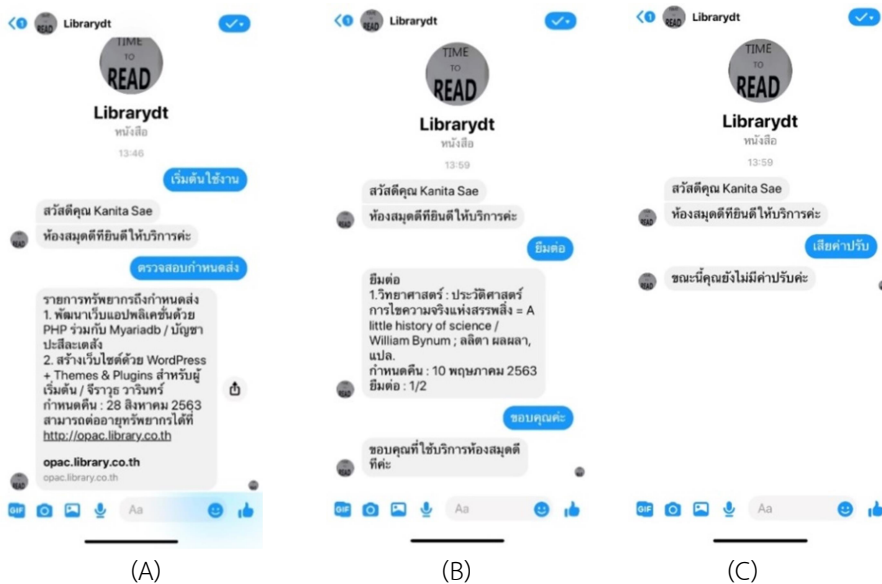 Librarydt
TIME
TO
READ
Librarydt
หนังสือ
13:46
เริ่มต้นใช้งาน
สวัสดีคุณ Kanita Sae
ห้องสมุดดีทียินดีให้บริการค่ะ
ตรวจสอบกำหนดส่ง
รายการทรัพยากรถึงกำหนดส่ง
1. พัฒนาเว็บแอปพลิเคชั่นด้วย
PHP ร่วมกับ Myariadb / บัญชา
ปะสีละเตสัง
2. สร้างเว็บไซต์ด้วย WordPress
+ Themes & Plugins สำหรับผู้
เริ่มต้น / จีราวุธ วารินทร์
กำหนดคืน : 28 สิงหาคม 2563
สามารถต่ออายุทรัพยากรได้ที่
http://opac.library.co.th
opac.library.co.th
opac.library.co.th
GIF
Aa
(A)
Librarydt
TIME
TO
READ
Librarydt
หนังสือ
13:59
สวัสดีคุณ Kanita Sae
ห้องสมุดดีทียินดีให้บริการค่ะ
ยืมต่อ
ยืมต่อ
1.วิทยาศาสตร์ : ประวัติศาสตร์
การไขความจริงแห่งสรรพสิ่ง = A
little history of science /
William Bynum ; ลลิตา ผลผลา,
แปล.
กำหนดคืน : 10 พฤษภาคม 2563
ยืมต่อ : 1/2
ขอบคุณค่ะ
ขอบคุณที่ใช้บริการห้องสมุดดี
ทีค่ะ
GIF
Aa
(B)
Librarydt
TIME
TO
READ
Librarydt
หนังสือ
13:59
สวัสดีคุณ Kanita Sae
ห้องสมุดดีทียินดีให้บริการค่ะ
เสียค่าปรับ
ขณะนี้คุณยังไม่มีค่าปรับค่ะ
GIF
Aa
(C)